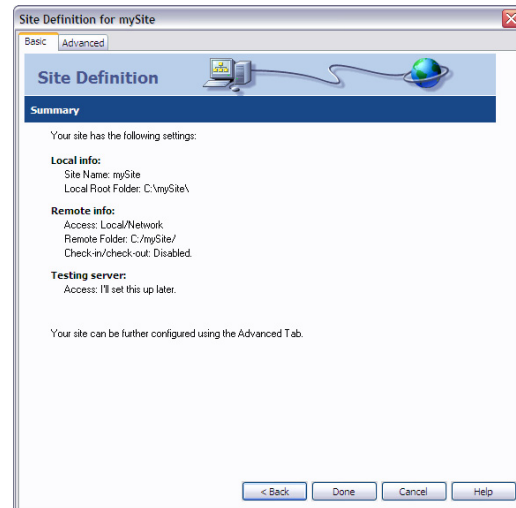 Site Definition for mySite
Basic
Advanced
Site Definition
Summary
Your site has the following settings:
Local info:
Site Name: mySite
Local Root Folder: C:\mySite\
Remote info:
Access: Local/Network
Remote Folder: C:/mySite/
Check-in/check-out: Disabled.
Testing server:
Access: I'll set this up later.
Your site can be further configured using the Advanced Tab.
< Back
Done
Cancel
Help